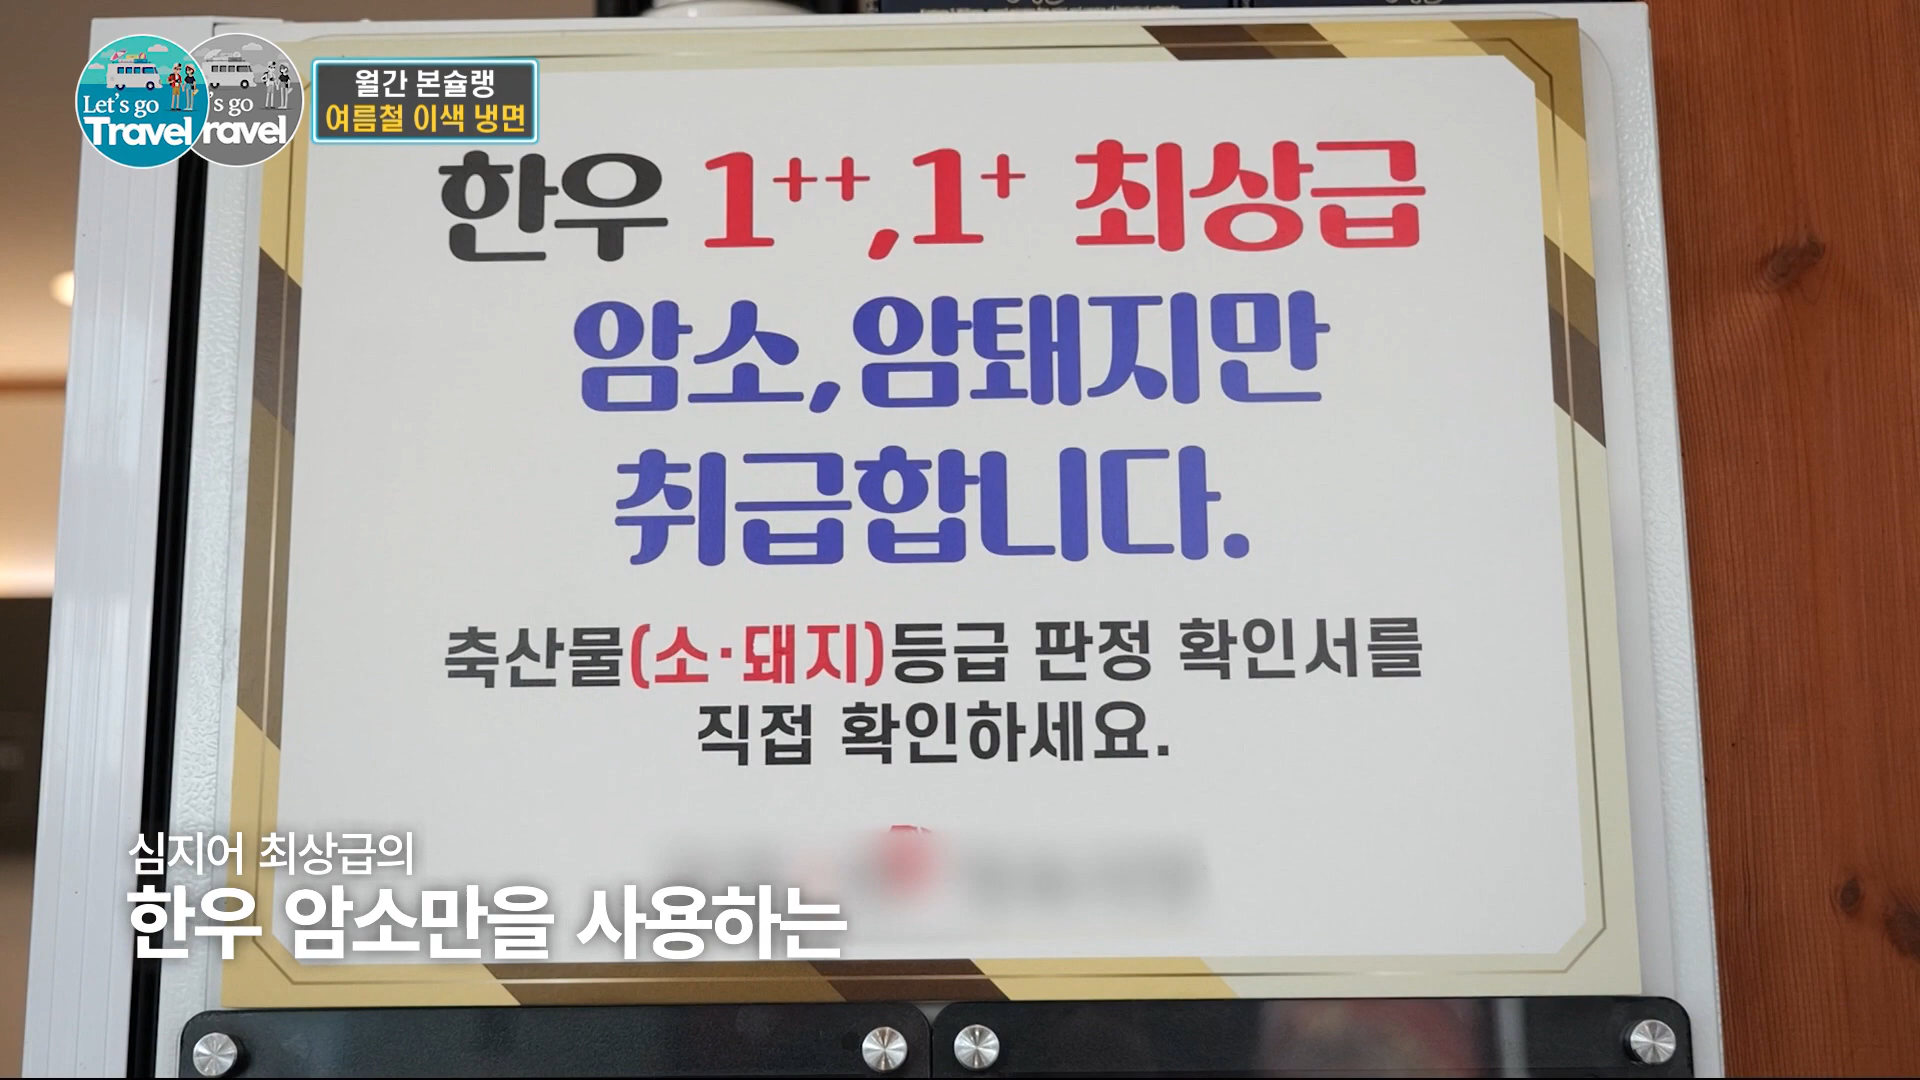 Let's go
Travel
's go
ravel
월간 본슐랭
여름철 이색 냉면
한우 1++,1+ 최상급
암소,암퇘지만
취급합니다.
축산물(소·돼지)등급 판정 확인서를
직접 확인하세요.
심지어 최상급의
한우 암소만을 사용하는